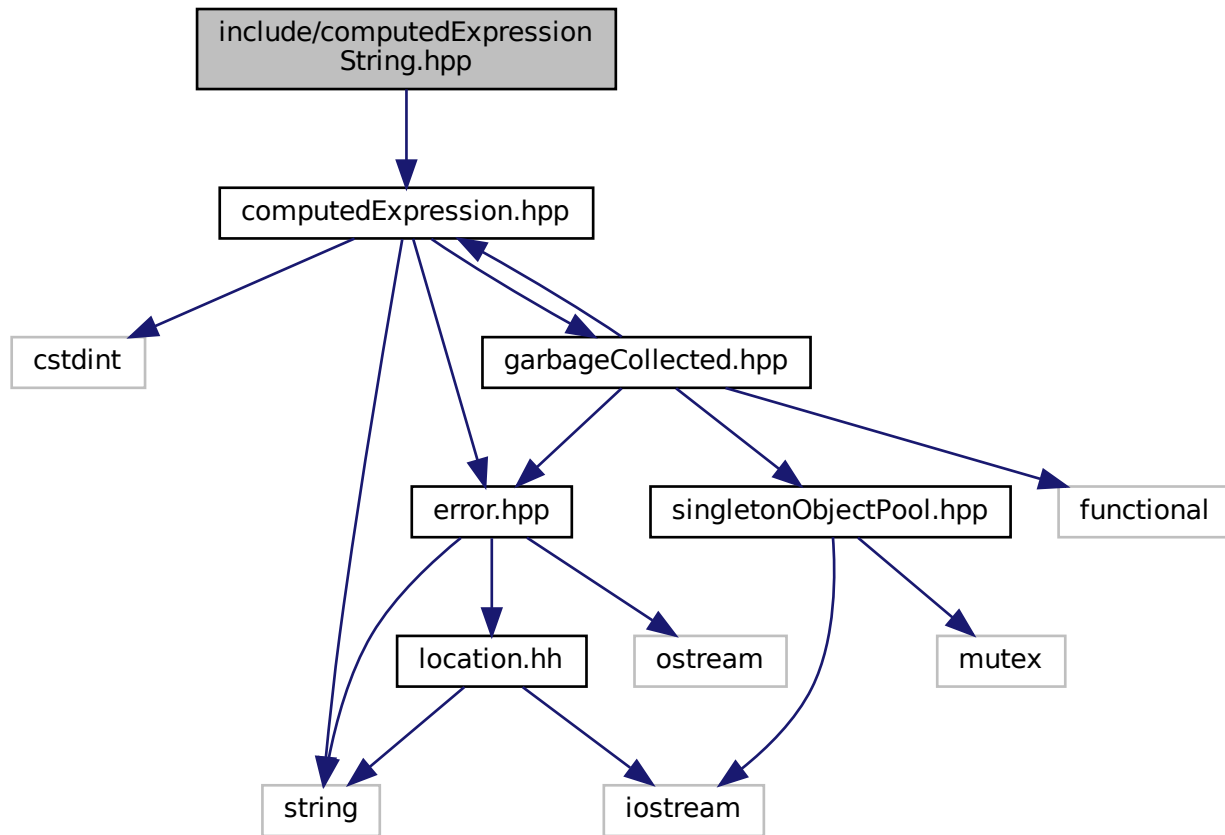 include/computedExpression
String.hpp
computedExpression.hpp
cstdint
garbageCollected.hpp
error.hpp
singletonObjectPool.hpp
functional
location.hh
ostream
mutex
string
iostream